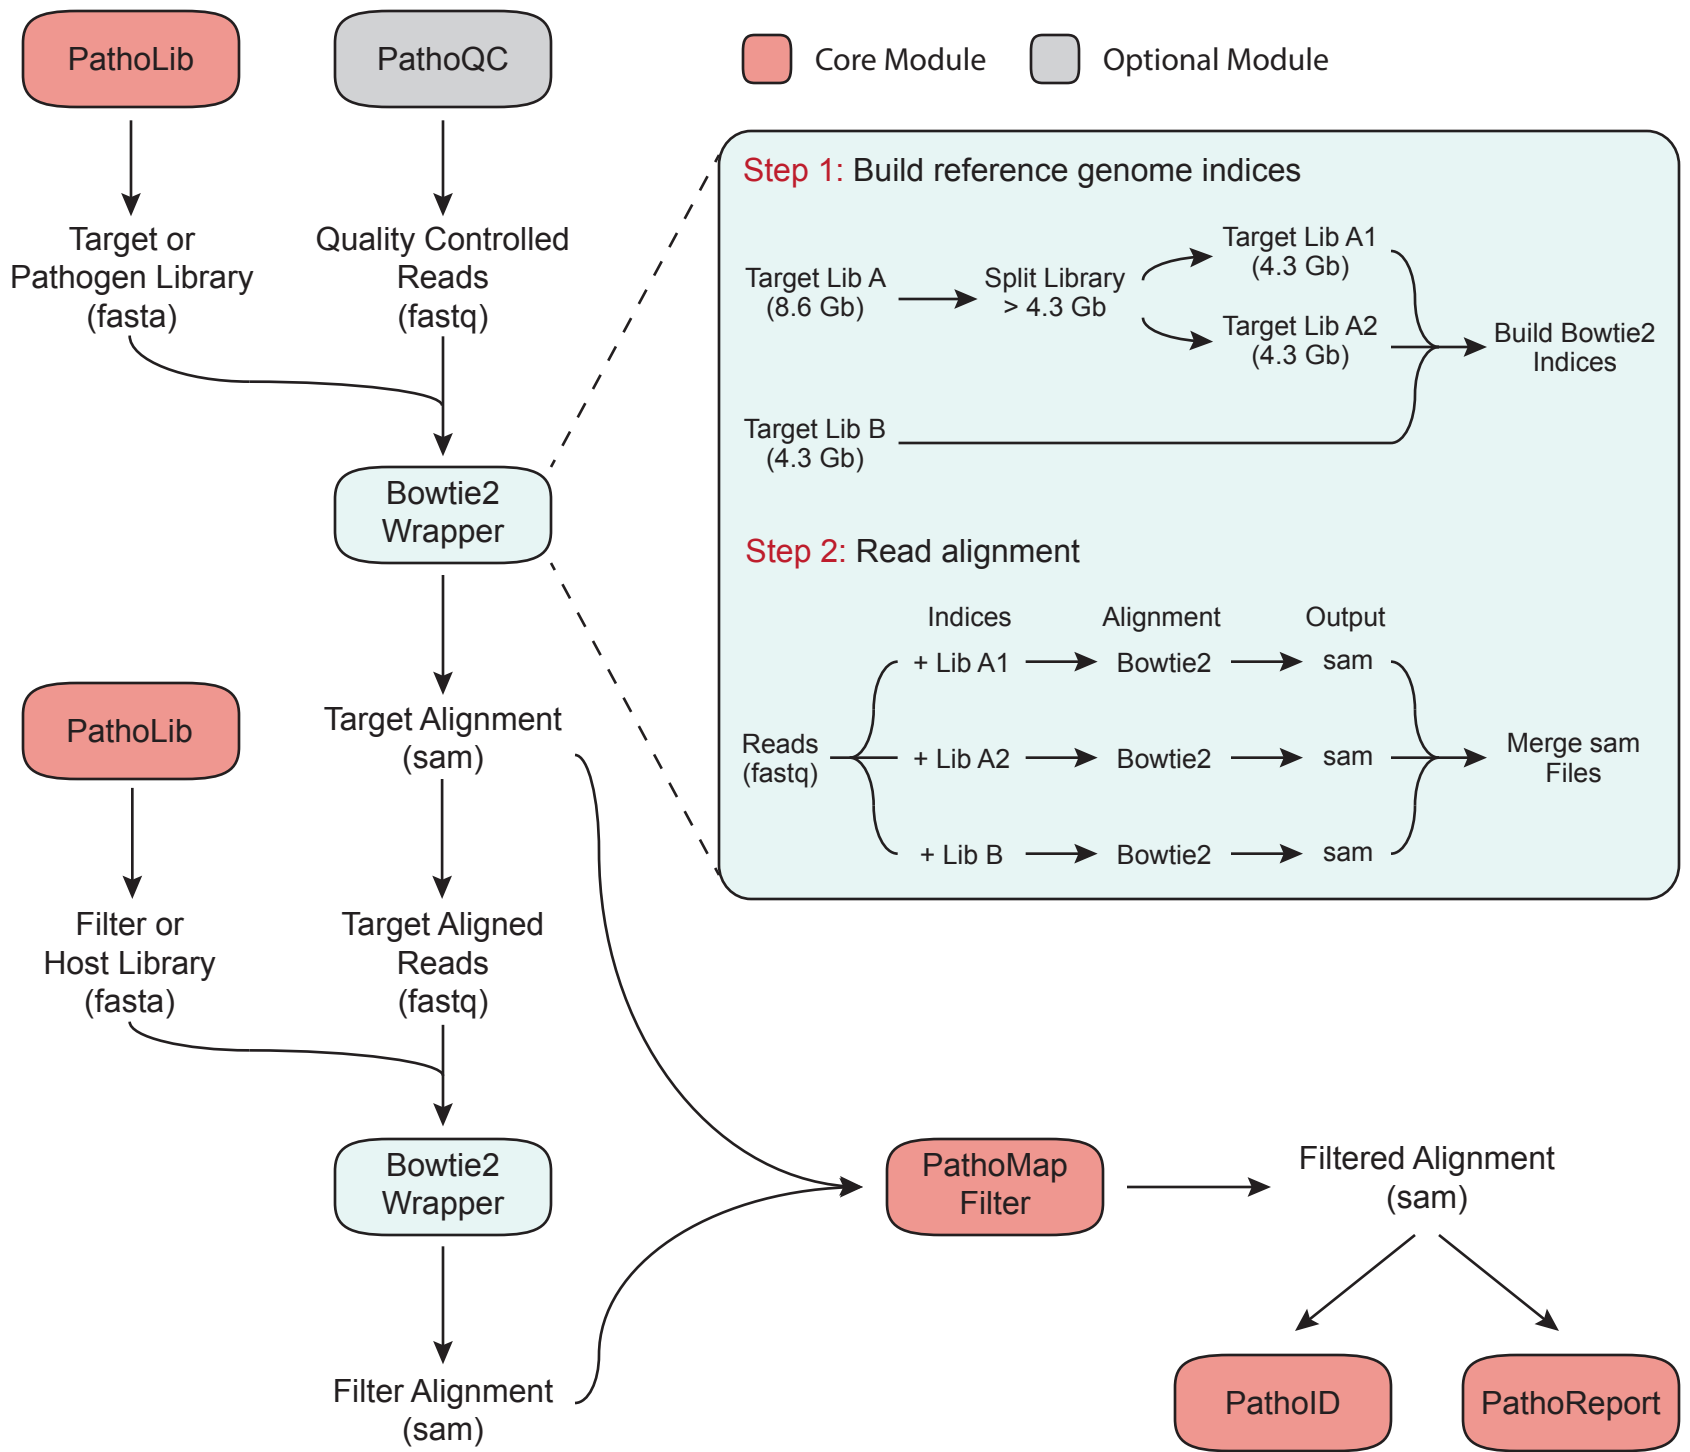 PathoLib
PathoQC
Core Module
Optional Module
Target or
Pathogen Library
(fasta)
Quality Controlled
Reads
(fastq)
Bowtie2
Wrapper
Step 1: Build reference genome indices
Target Lib A
(8.6 Gb)
Split Library
> 4.3 Gb
Target Lib A1
(4.3 Gb)
Target Lib A2
(4.3 Gb)
Build Bowtie2
Indices
Target Lib B
(4.3 Gb)
Step 2: Read alignment
Indices
Alignment
Output
+ Lib A1
Bowtie2
sam
Reads
(fastq)
+ Lib A2
Bowtie2
sam
Merge sam
Files
+ Lib B
Bowtie2
sam
PathoLib
Target Alignment
(sam)
Filter or
Host Library
(fasta)
Target Aligned
Reads
(fastq)
Bowtie2
Wrapper
PathoMap
Filter
Filtered Alignment
(sam)
Filter Alignment
(sam)
PathoID
PathoReport